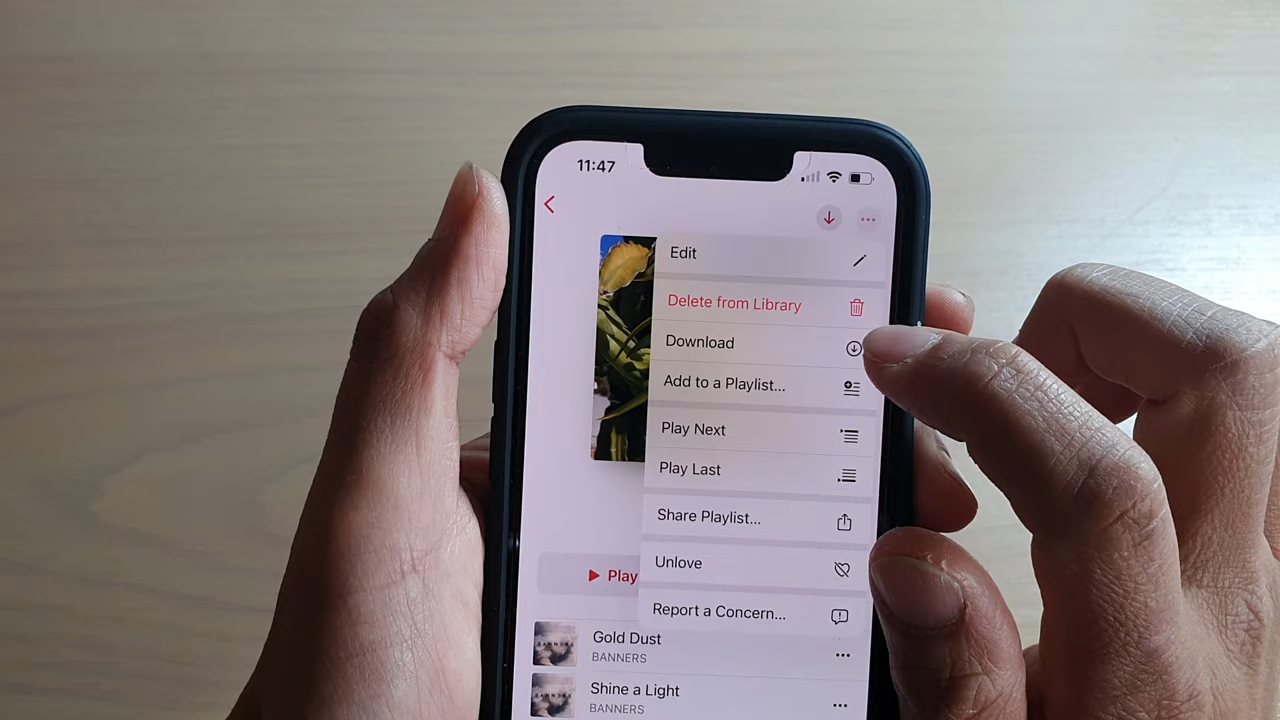 11:47
Edit
Delete from Library
Download
Add to a Playlist...
Play Next
Play Last
Share Playlist...
Unlove
Report a Concern...
Play
Gold Dust
BANNERS
Shine a Light
BANNERS